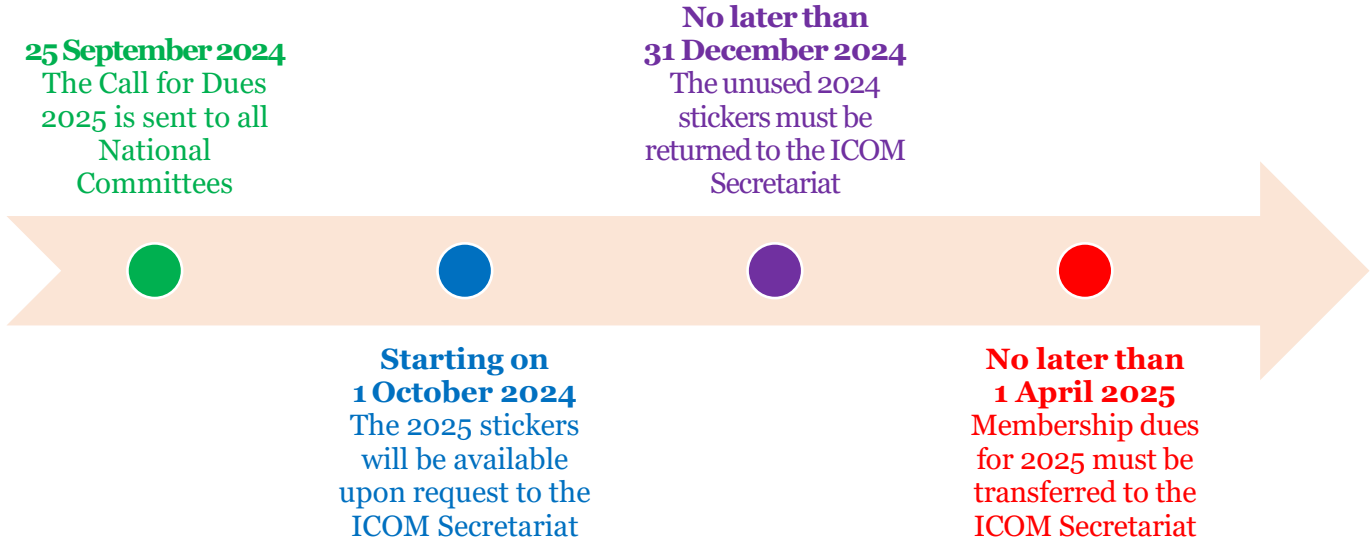 25 September 2024
The Call for Dues
2025 is sent to all
National
Committees
Starting on
1 October 2024
The 2025 stickers
will be available
upon request to the
ICOM Secretariat
No later than
31 December 2024
The unused 2024
stickers must be
returned to the ICOM
Secretariat
No later than
1 April 2025
Membership dues
for 2025 must be
transferred to the
ICOM Secretariat